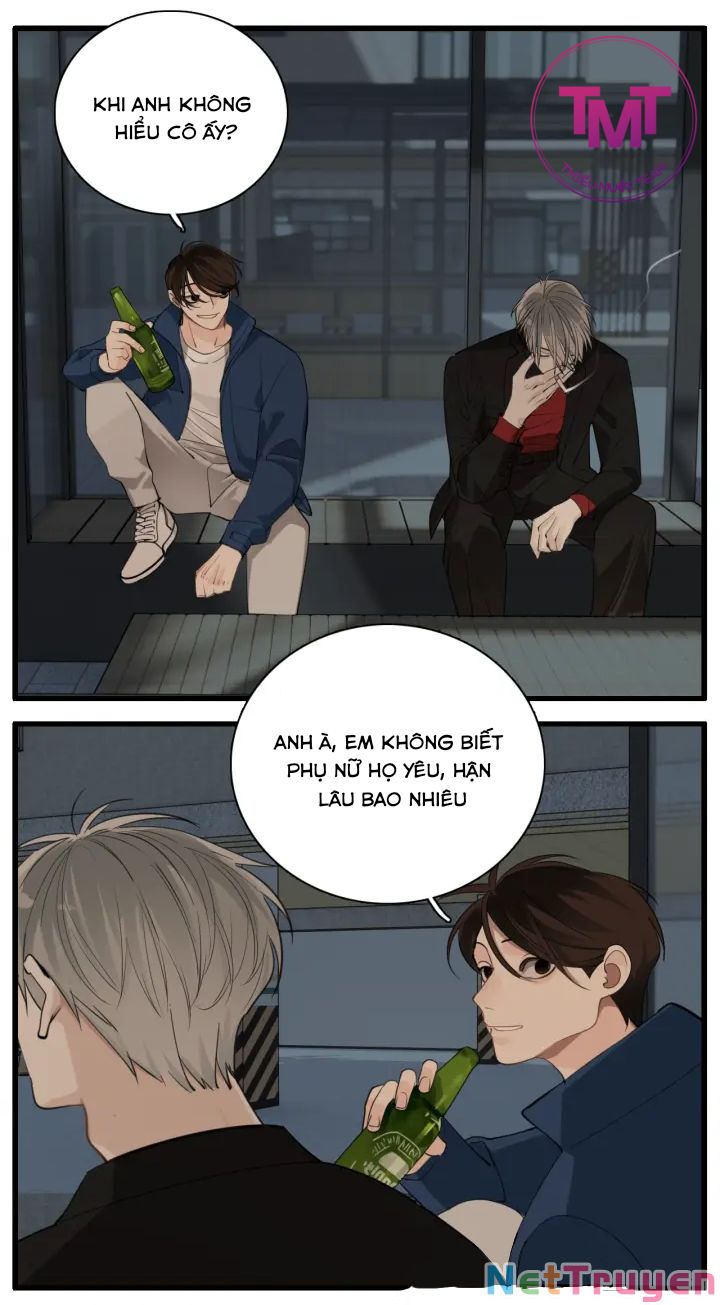 KHI ANH KHÔNG
HIỂU CÔ ẤY?
TMT
ANH À, EM KHÔNG BIẾT
PHỤ NỮ HỌ YÊU, HẬN
LÂU BAO NHIÊU
NetTruyen